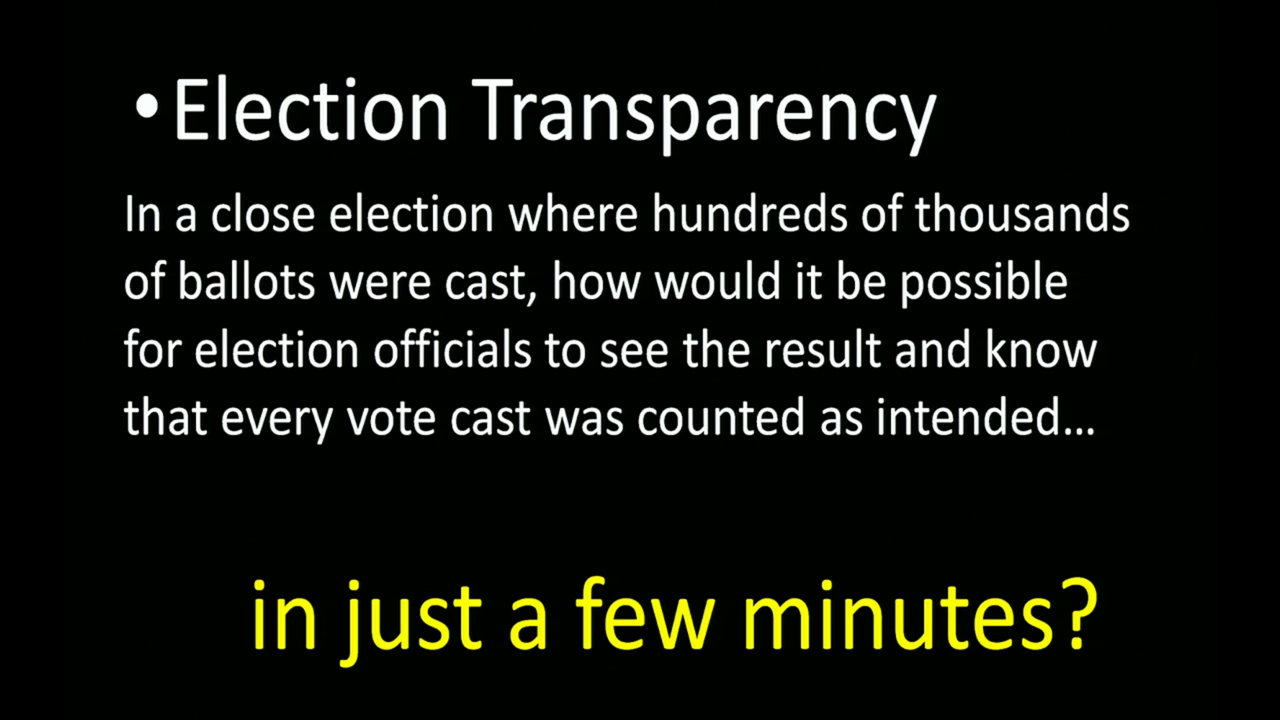 •Election Transparency
In a close election where hundreds of thousands
of ballots were cast, how would it be possible
for election officials to see the result and know
that every vote cast was counted as intended...
in just a few minutes?